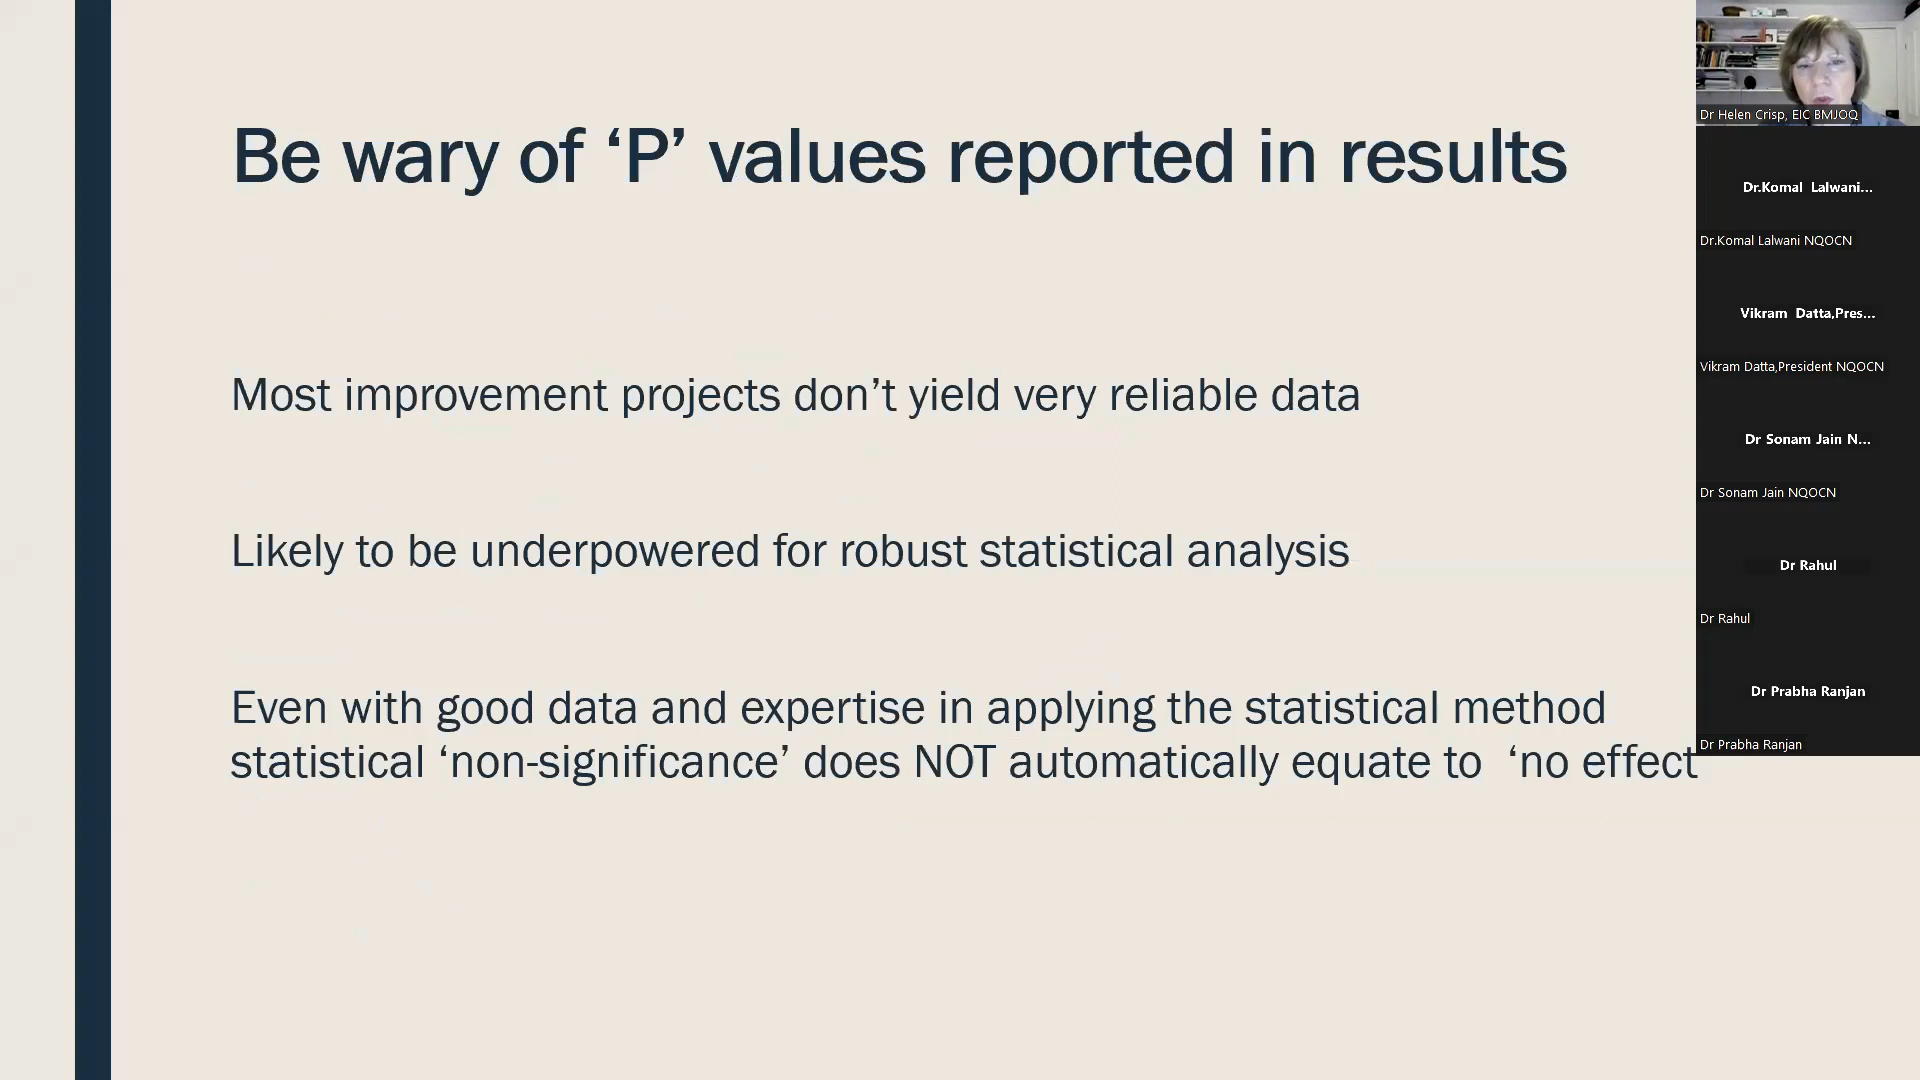 Be wary of ‘P’ values reported in results
Most improvement projects don’t yield very reliable data
Likely to be underpowered for robust statistical analysis
Even with good data and expertise in applying the statistical method
statistical ‘non-significance’ does NOT automatically equate to ‘no effect
Dr Helen Crisp, EIC BMJOQ
Dr.Komal Lalwani...
Dr.Komal Lalwani NQOCN
Vikram Datta,Pres...
Vikram Datta,President NQOCN
Dr Sonam Jain N...
Dr Sonam Jain NQOCN
Dr Rahul
Dr Rahul
Dr Prabha Ranjan
Dr Prabha Ranjan